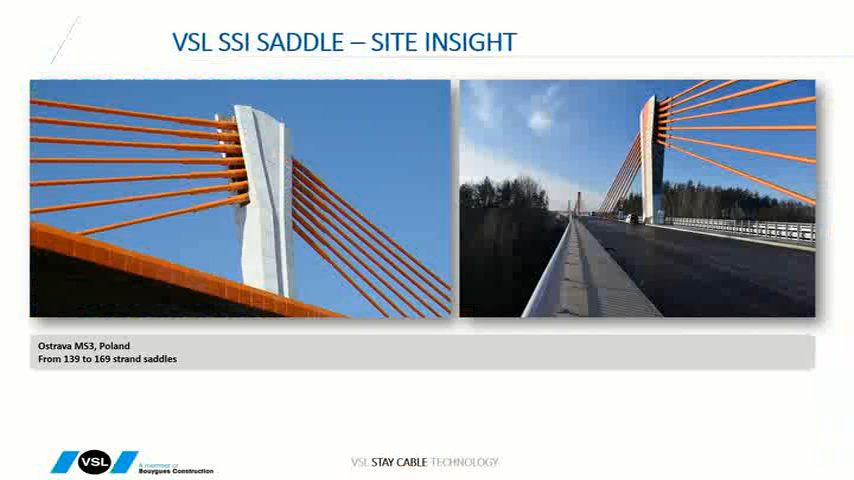 VSL SSI SADDLE – SITE INSIGHT
Ostrava MS3, Poland
From 139 to 169 strand saddles
VSL
A member of
Bouygues Construction
VSL STAY CABLE TECHNOLOGY